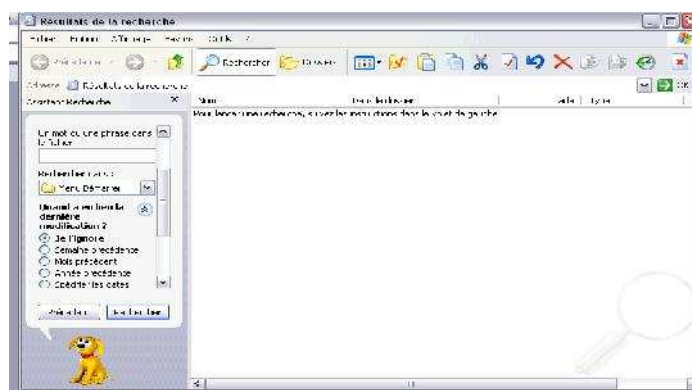 Résultats de la recherche
Fichier Edition Affichage Favoris Outils ?
Précédente Rechercher Dossiers
Adresse Résultats de la recherche OK
Assistant Recherche
Nom Dans le dossier Taille Type
Pour lancer une recherche, suivez les instructions dans le volet de gauche.
Un mot ou une phrase dans
le fichier :
Rechercher dans :
Menu Démarrer
Quand a eu lieu la
dernière
modification ?
Je l'ignore
Semaine précédente
Mois précédent
Année précédente
Spécifier les dates
Précédent Rechercher